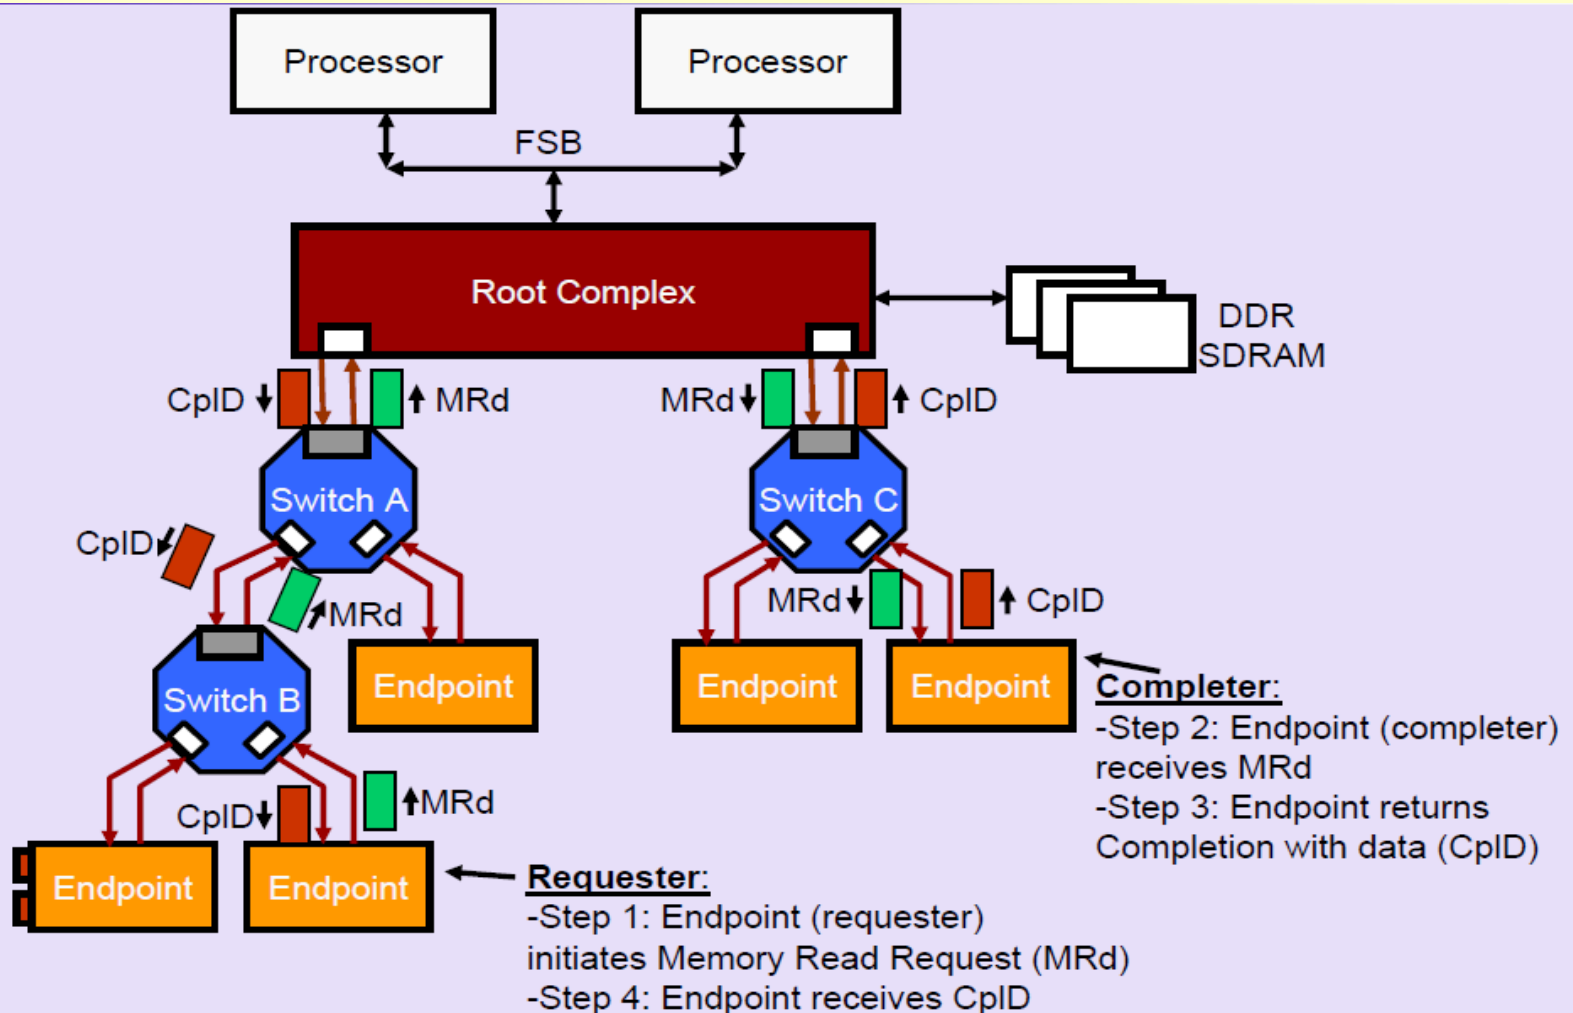 Processor
Processor
FSB
Root Complex
DDR
SDRAM
CplD
MRd
MRd
CplD
Switch A
Switch C
CplD
MRd
MRd
CplD
Switch B
Endpoint
Endpoint
Endpoint
Completer:
-Step 2: Endpoint (completer)
receives MRd
-Step 3: Endpoint returns
Completion with data (CplD)
CplD
MRd
Endpoint
Endpoint
Requester:
-Step 1: Endpoint (requester)
initiates Memory Read Request (MRd)
-Step 4: Endpoint receives CplD